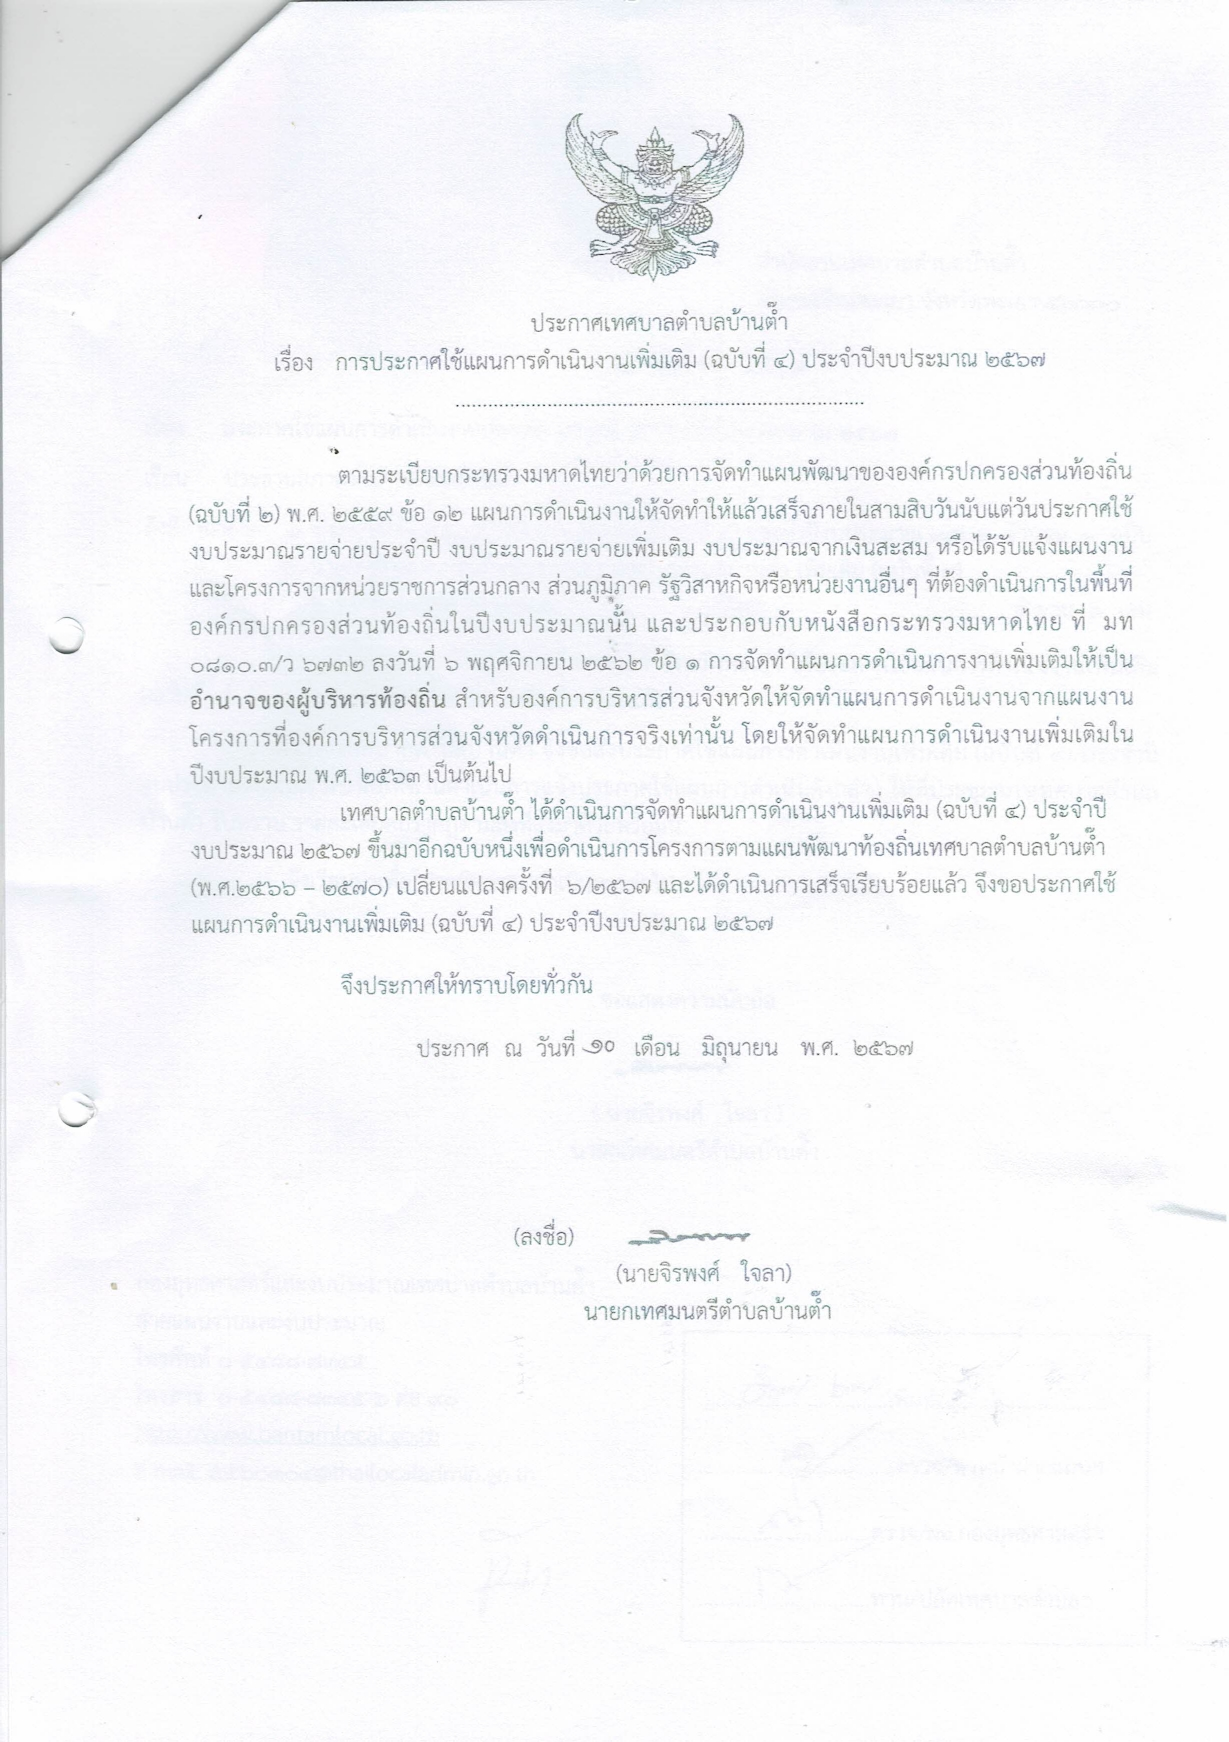 ประกาศเทศบาลตำบลบ้านต๊ำ
เรื่อง การประกาศใช้แผนการดำเนินงานเพิ่มเติม (ฉบับที่ ๔) ประจำปีงบประมาณ ๒๕๖๗
ตามระเบียบกระทรวงมหาดไทยว่าด้วยการจัดทำแผนพัฒนาขององค์กรปกครองส่วนท้องถิ่น
(ฉบับที่ ๒) พ.ศ. ๒๕๕๙ ข้อ ๑๒ แผนการดำเนินงานให้จัดทำให้แล้วเสร็จภายในสามสิบวันนับแต่วันประกาศใช้
งบประมาณรายจ่ายประจำปี งบประมาณรายจ่ายเพิ่มเติม งบประมาณจากเงินสะสม หรือได้รับแจ้งแผนงาน
และโครงการจากหน่วยราชการส่วนกลาง ส่วนภูมิภาค รัฐวิสาหกิจหรือหน่วยงานอื่นๆ ที่ต้องดำเนินการในพื้นที่
องค์กรปกครองส่วนท้องถิ่นในปีงบประมาณนั้น และประกอบกับหนังสือกระทรวงมหาดไทย ที่ มท
๐๘๑๐.๓/ว ๖๗๓๒ ลงวันที่ ๖ พฤศจิกายน ๒๕๖๒ ข้อ ๑ การจัดทำแผนการดำเนินการงานเพิ่มเติมให้เป็น
อำนาจของผู้บริหารท้องถิ่น สำหรับองค์การบริหารส่วนจังหวัดให้จัดทำแผนการดำเนินงานจากแผนงาน
โครงการที่องค์การบริหารส่วนจังหวัดดำเนินการจริงเท่านั้น โดยให้จัดทำแผนการดำเนินงานเพิ่มเติมใน
ปีงบประมาณ พ.ศ. ๒๕๖๓ เป็นต้นไป
เทศบาลตำบลบ้านต๊ำ ได้ดำเนินการจัดทำแผนการดำเนินงานเพิ่มเติม (ฉบับที่ ๔) ประจำปี
งบประมาณ ๒๕๖๗ ขึ้นมาอีกฉบับหนึ่งเพื่อดำเนินการโครงการตามแผนพัฒนาท้องถิ่นเทศบาลตำบลบ้านต๊ำ
(พ.ศ.๒๕๖๖ – ๒๕๗๐) เปลี่ยนแปลงครั้งที่ ๖/๒๕๖๗ และได้ดำเนินการเสร็จเรียบร้อยแล้ว จึงขอประกาศใช้
แผนการดำเนินงานเพิ่มเติม (ฉบับที่ ๔) ประจำปีงบประมาณ ๒๕๖๗
จึงประกาศให้ทราบโดยทั่วกัน
ประกาศ ณ วันที่ ๑๐ เดือน มิถุนายน พ.ศ. ๒๕๖๗
(ลงชื่อ)
(นายจิรพงศ์ ใจลา)
นายกเทศมนตรีตำบลบ้านต๊ำ